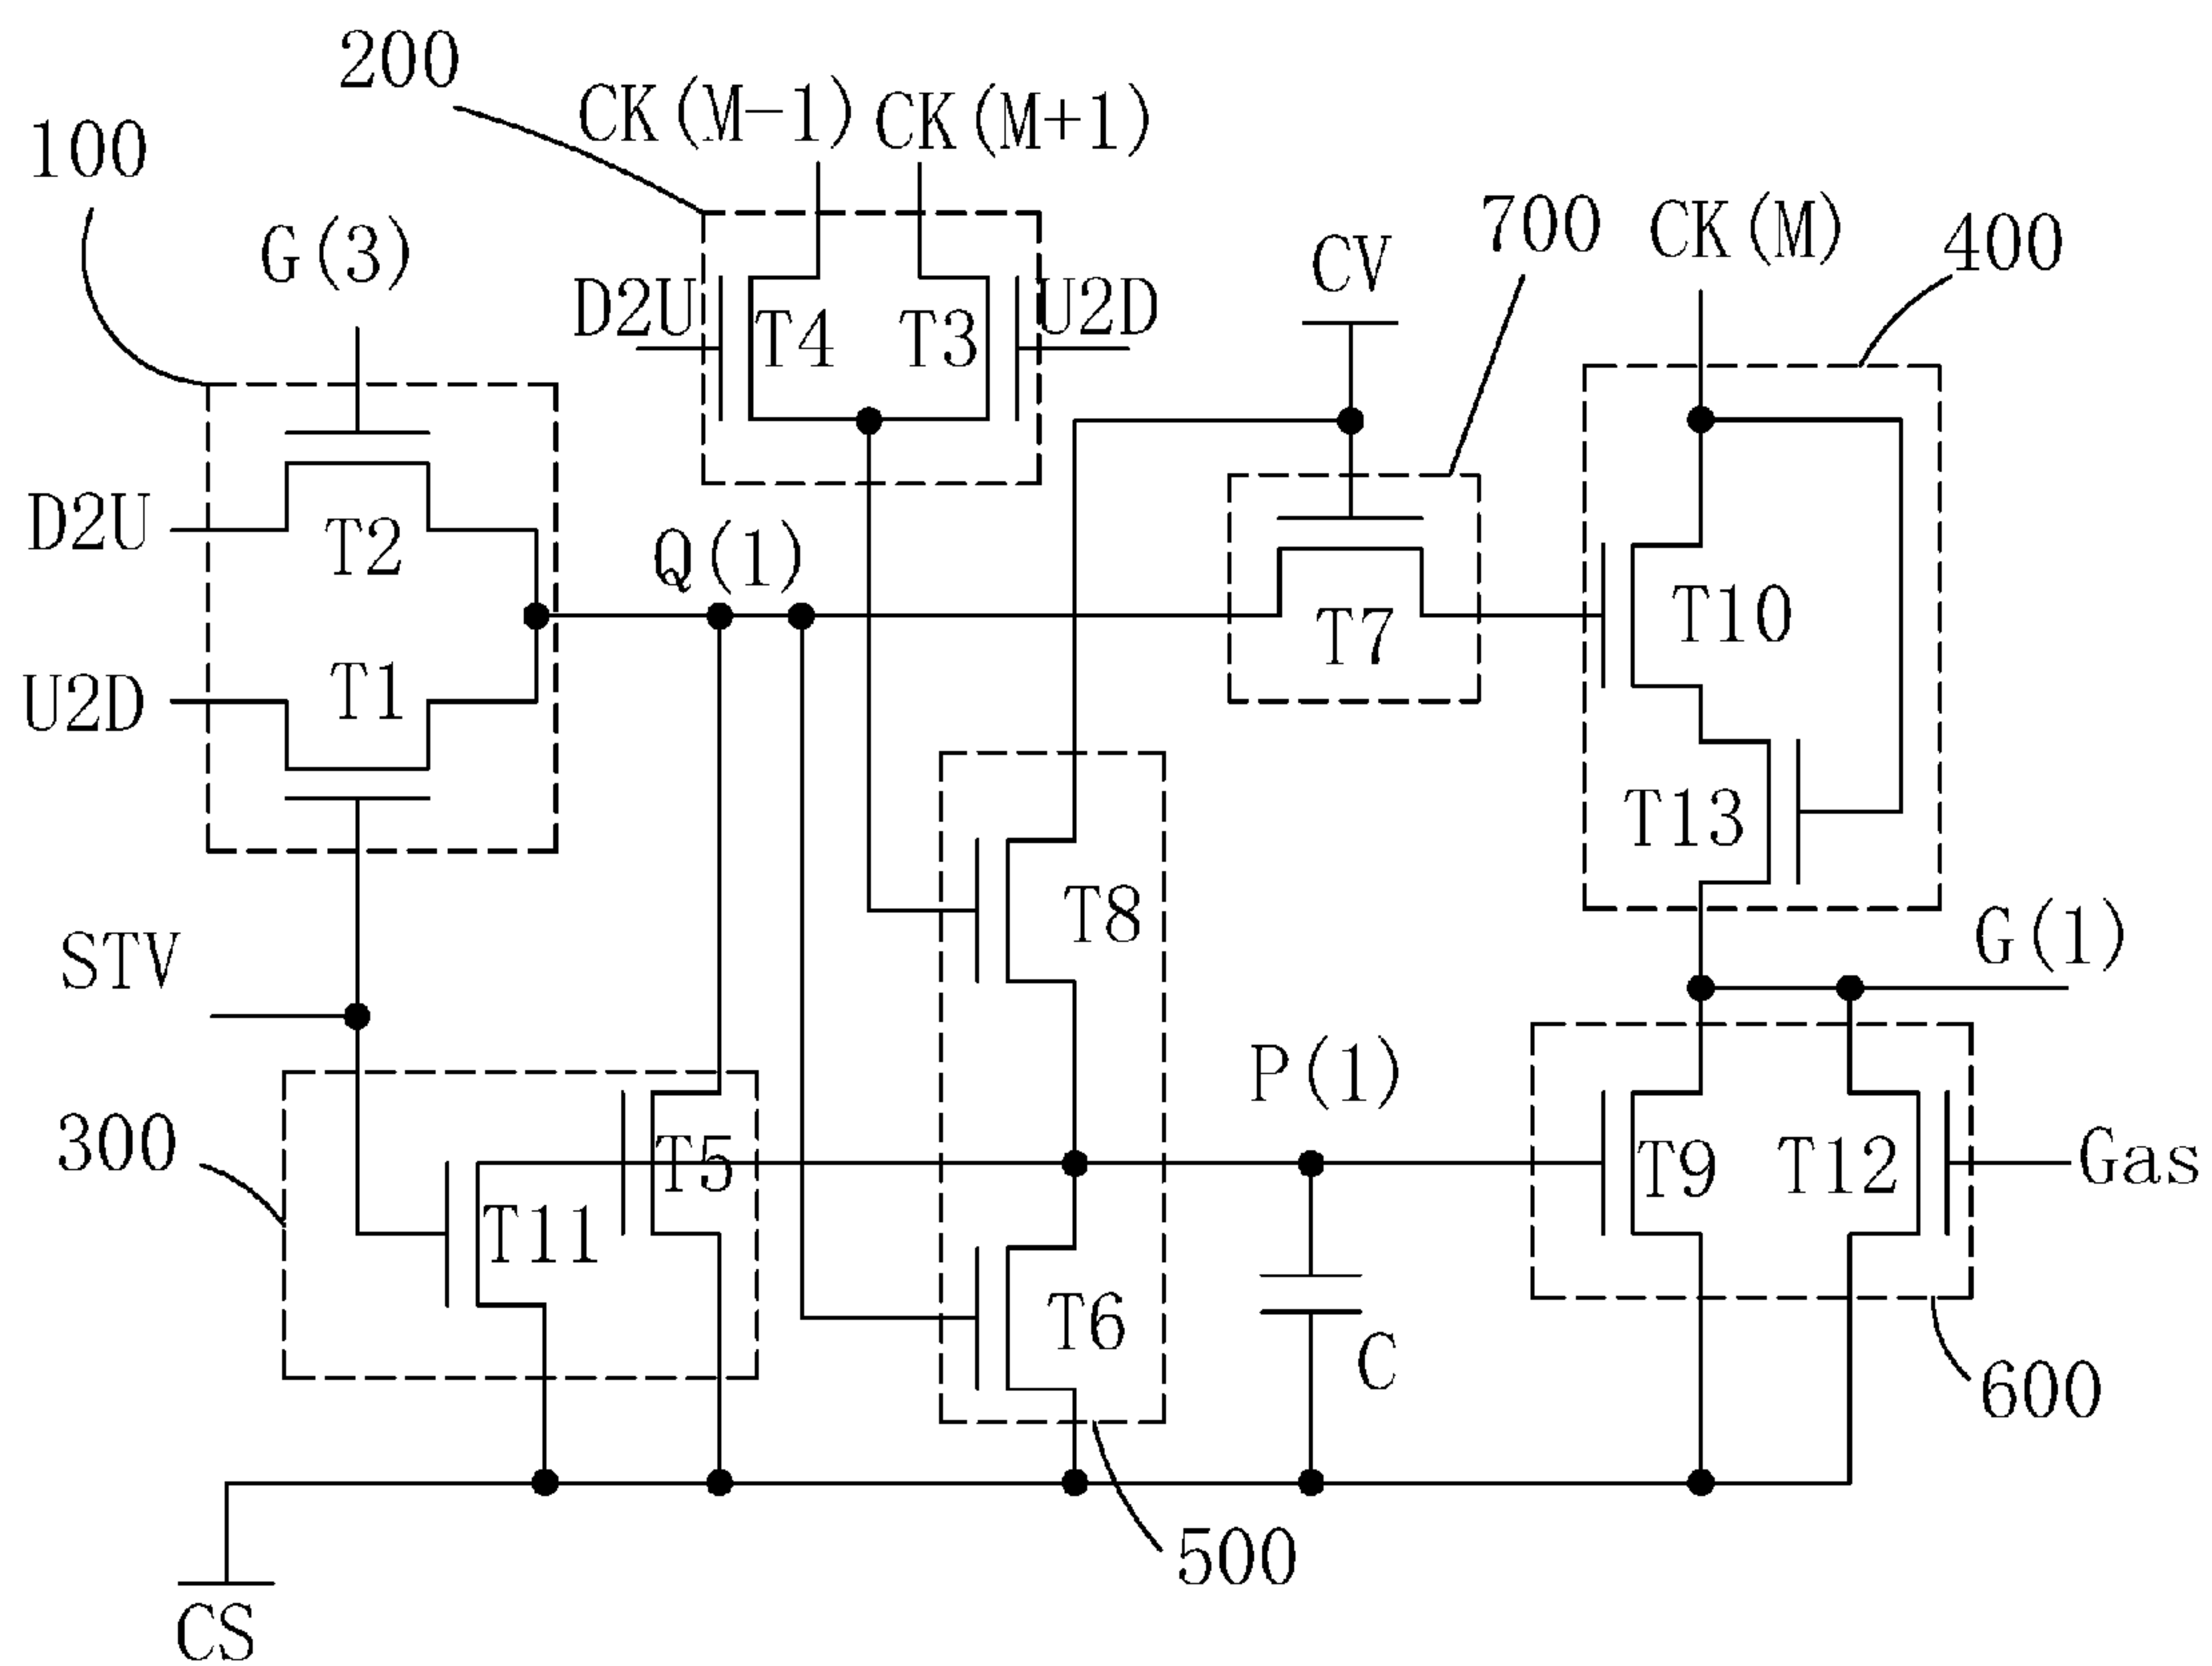 200
CK(M-1)
CK(M+1)
100
G(3)
700
CK(M)
400
CV
D2U
T4
T3
U2D
D2U
T2
Q(1)
T7
T10
U2D
T1
T13
T8
STV
G(1)
P(1)
300
T5
T11
T9
T12
Gas
T6
C
600
500
CS